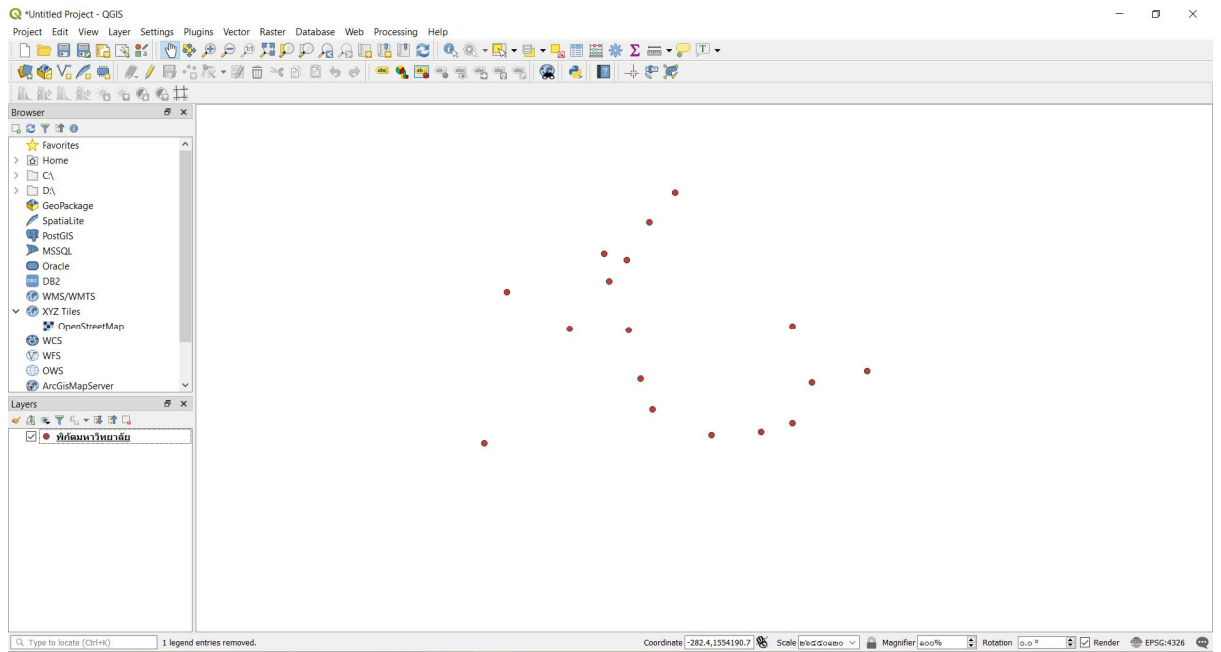 *Untitled Project - QGIS
Project Edit View Layer Settings Plugins Vector Raster Database Web Processing Help
Browser
Favorites
Home
C:\
D:\
GeoPackage
SpatiaLite
PostGIS
MSSQL
Oracle
DB2
WMS/WMTS
XYZ Tiles
OpenStreetMap
WCS
WFS
OWS
ArcGisMapServer
Layers
พิกัดมหาวิทยาลัย
Type to locate (Ctrl+K) 1 legend entries removed. Coordinate -282.4,1554190.7 Scale Magnifier ๑๐๐% Rotation ๐.๐ ° Render EPSG:4326